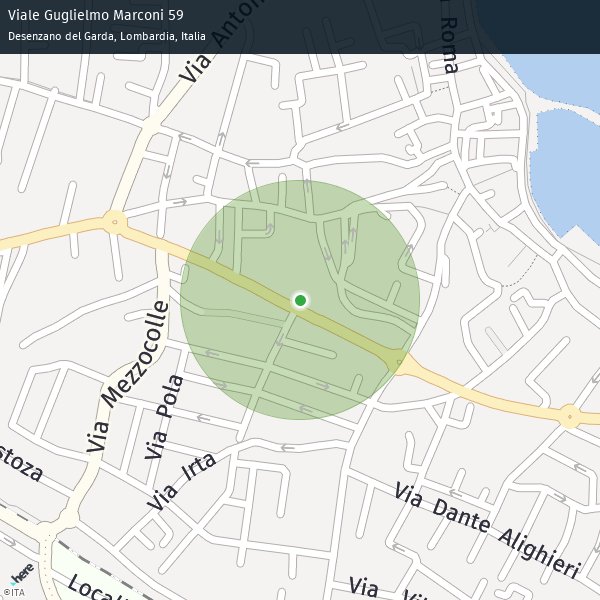 Viale Guglielmo Marconi 59
Desenzano del Garda, Lombardia, Italia
Via Anton
Roma
Via Mezzocolle
Via Pola
Via Irta
stoza
Via Dante Alighieri
Locali
Via
here
©ITA